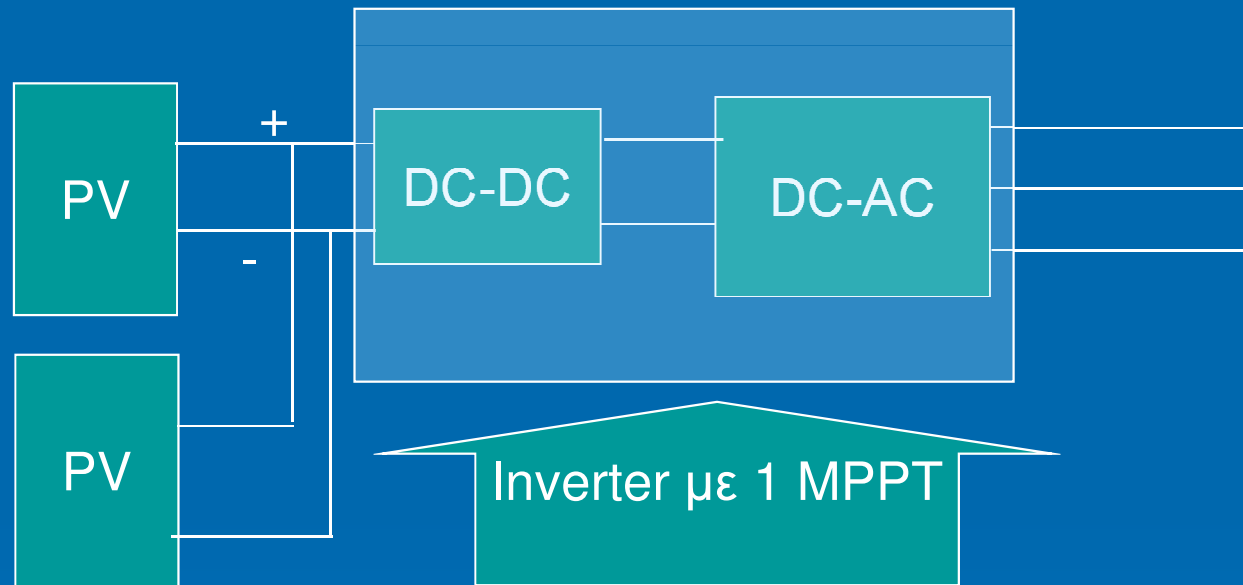 +
PV
DC-DC
DC-AC
-
PV
Inverter με 1 MPPT